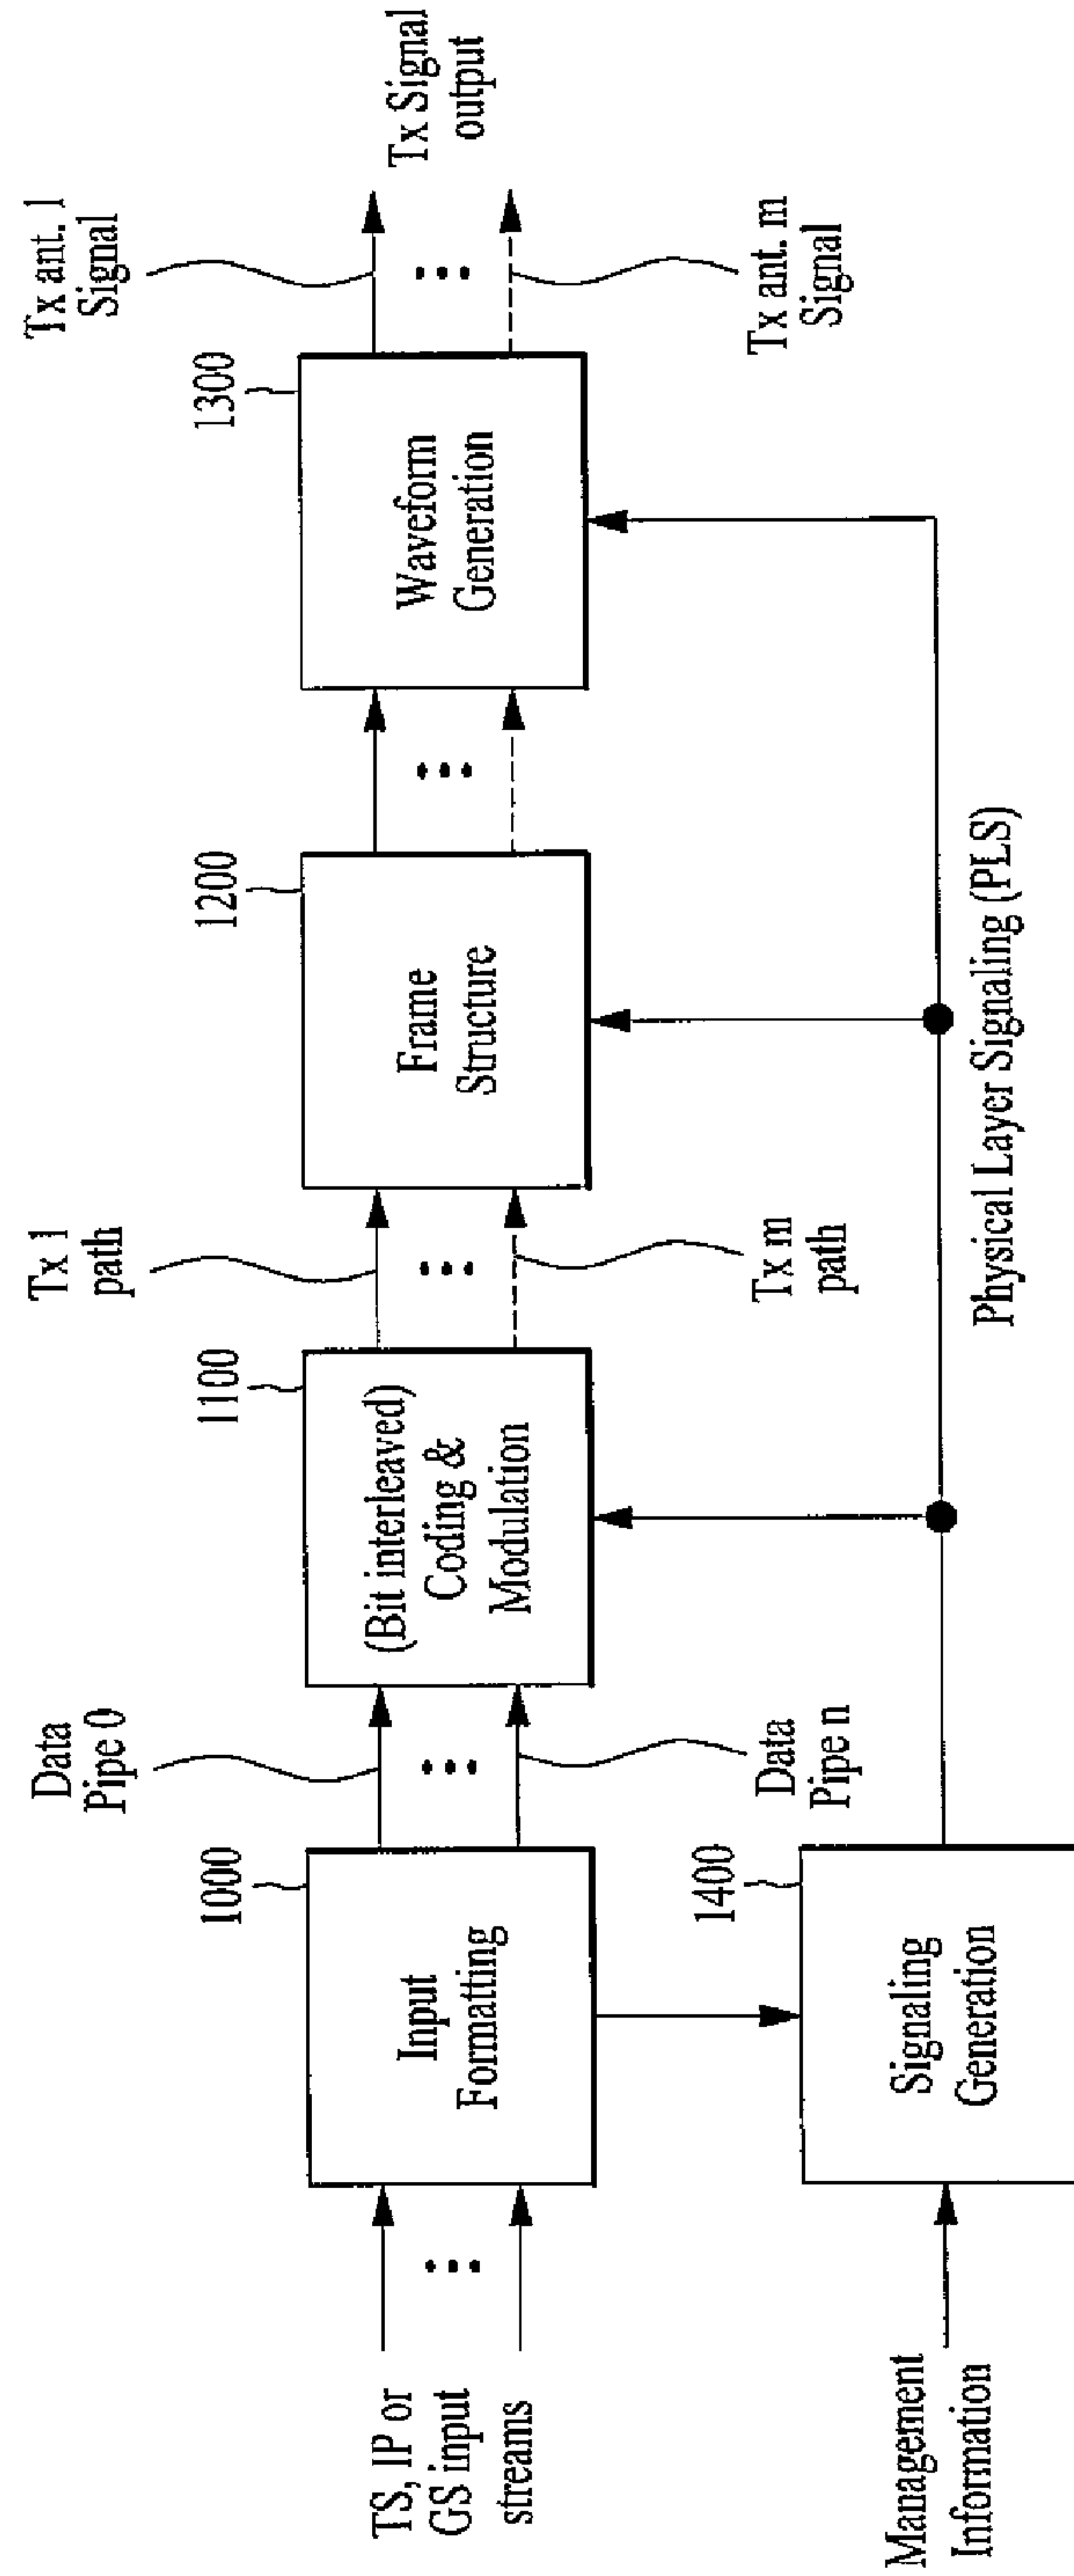 TS, IP or
GS input
streams
1000
Input
Formatting
Data
Pipe 0
Data
Pipe n
1100
(Bit interleaved)
Coding &
Modulation
Tx 1
path
Tx m
path
1200
Frame
Structure
1300
Waveform
Generation
Tx ant. 1
Signal
Tx Signal
output
Tx ant. m
Signal
Management
Information
1400
Signaling
Generation
Physical Layer Signaling (PLS)